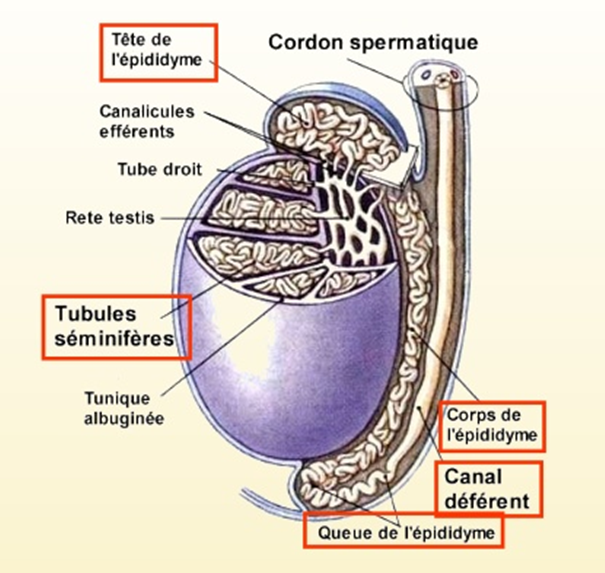 Tête de
l'épididyme
Cordon spermatique
Canalicules
efférents
Tube droit
Rete testis
Tubules
séminifères
Tunique
albuginée
Corps de
l'épididyme
Canal
déférent
Queue de l'épididyme